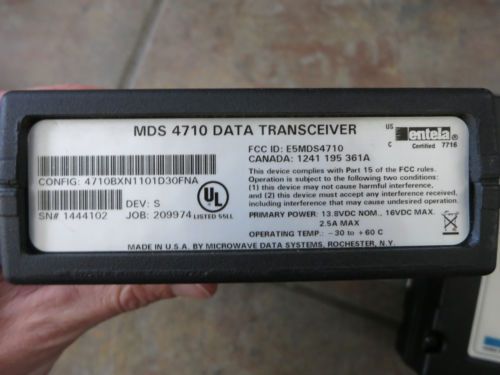 MDS 4710 DATA TRANSCEIVER
US
C
entela
Certified 7716
FCC ID: E5MDS4710
CANADA: 1241 195 361A
CONFIG: 4710BXN1101D30FNA
This device complies with Part 15 of the FCC rules.
Operation is subject to the following two conditions:
(1) this device may not cause harmful interference,
and (2) this device must accept any interference
received, including interference that may cause undesired
DEV: S
SN# 1444102
JOB: 209974
UL
LISTED 55LL
PRIMARY POWER: 13.8VDC NOM., 16VDC MAX.
2.5A MAX.
OPERATING TEMP.: -30 to +60 C
MADE IN U.S.A. BY MICROWAVE DATA SYSTEMS, ROCHESTER, N.Y.